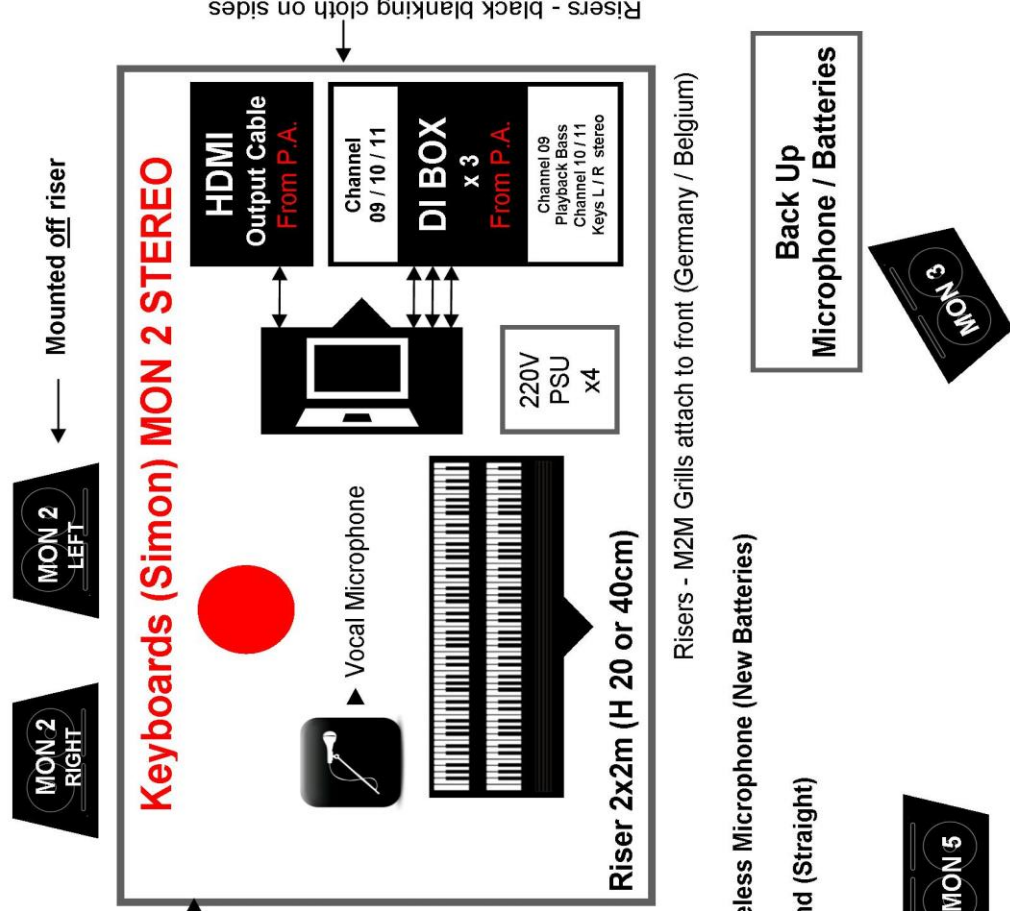 Mounted off riser
MON 2
RIGHT
MON 2
LEFT
Keyboards (Simon) MON 2 STEREO
Vocal Microphone
HDMI
Output Cable
From P.A.
Channel
09 / 10 / 11
DI BOX
x 3
From P.A.
Channel 09
Playback Bass
Channel 10 / 11
Keys L / R stereo
220V
PSU
x4
Riser 2x2m (H 20 or 40cm)
Risers - black blanking cloth on sides
Risers - M2M Grills attach to front (Germany / Belgium)
Back Up
Microphone / Batteries
MON 3
Microphone (New Batteries)
(Straight)
MON 5